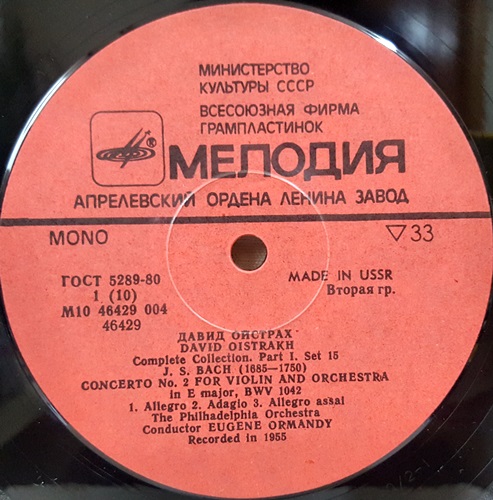 МИНИСТЕРСТВО
КУЛЬТУРЫ СССР
ВСЕСОЮЗНАЯ ФИРМА
ГРАМПЛАСТИНОК
®
МЕЛОДИЯ
АПРЕЛЕВСКИЙ ОРДЕНА ЛЕНИНА ЗАВОД
MONO
▽33
ГОСТ 5289-80
1 (10)
М10 46429 004
46429
MADE IN USSR
Вторая гр.
ДАВИД ОЙСТРАХ
DAVID OISTRAKH
Complete Collection. Part I. Set 15
J. S. BACH (1685—1750)
CONCERTO No. 2 FOR VIOLIN AND ORCHESTRA
in E major, BWV 1042
1. Allegro 2. Adagio 3. Allegro assai
The Philadelphia Orchestra
Conductor EUGENE ORMANDY
Recorded in 1955